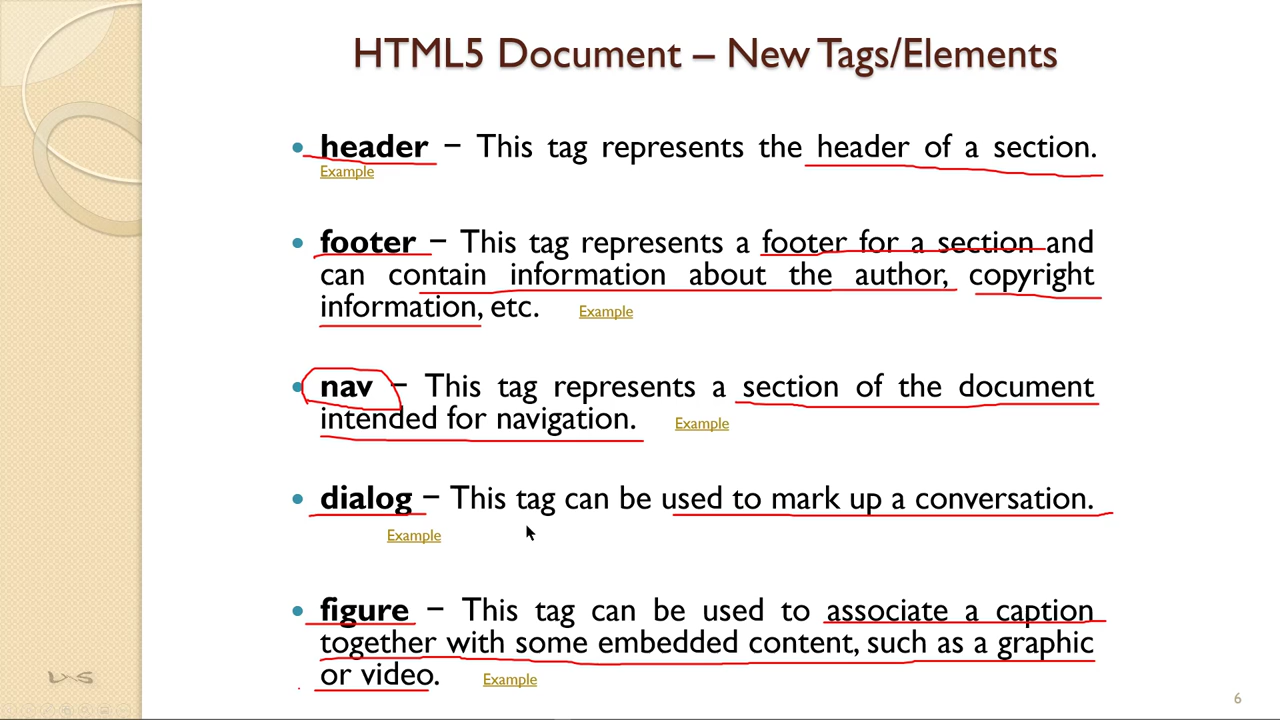 HTML5 Document – New Tags/Elements
• header − This tag represents the header of a section.
Example
• footer − This tag represents a footer for a section and
can contain information about the author, copyright
information, etc. Example
• nav − This tag represents a section of the document
intended for navigation. Example
• dialog − This tag can be used to mark up a conversation.
Example
• figure − This tag can be used to associate a caption
together with some embedded content, such as a graphic
or video. Example
6